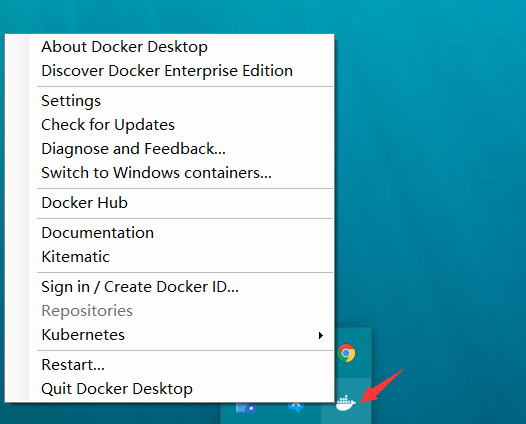 About Docker Desktop
Discover Docker Enterprise Edition
Settings
Check for Updates
Diagnose and Feedback...
Switch to Windows containers...
Docker Hub
Documentation
Kitematic
Sign in / Create Docker ID...
Repositories
Kubernetes
Restart...
Quit Docker Desktop